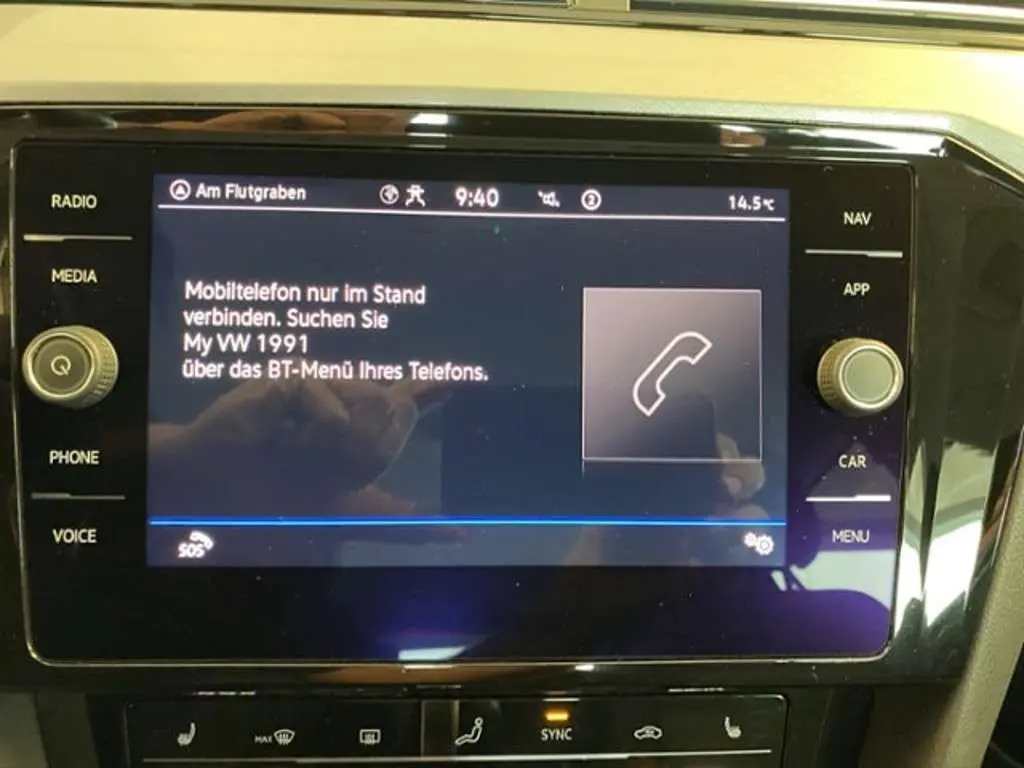 Am Flutgraben 9:40 2 14.5°C
RADIO
MEDIA
PHONE
VOICE
Mobiltelefon nur im Stand
verbinden. Suchen Sie
My VW 1991
über das BT-Menü Ihres Telefons.
SOS
NAV
APP
CAR
MENU
MAX
SYNC